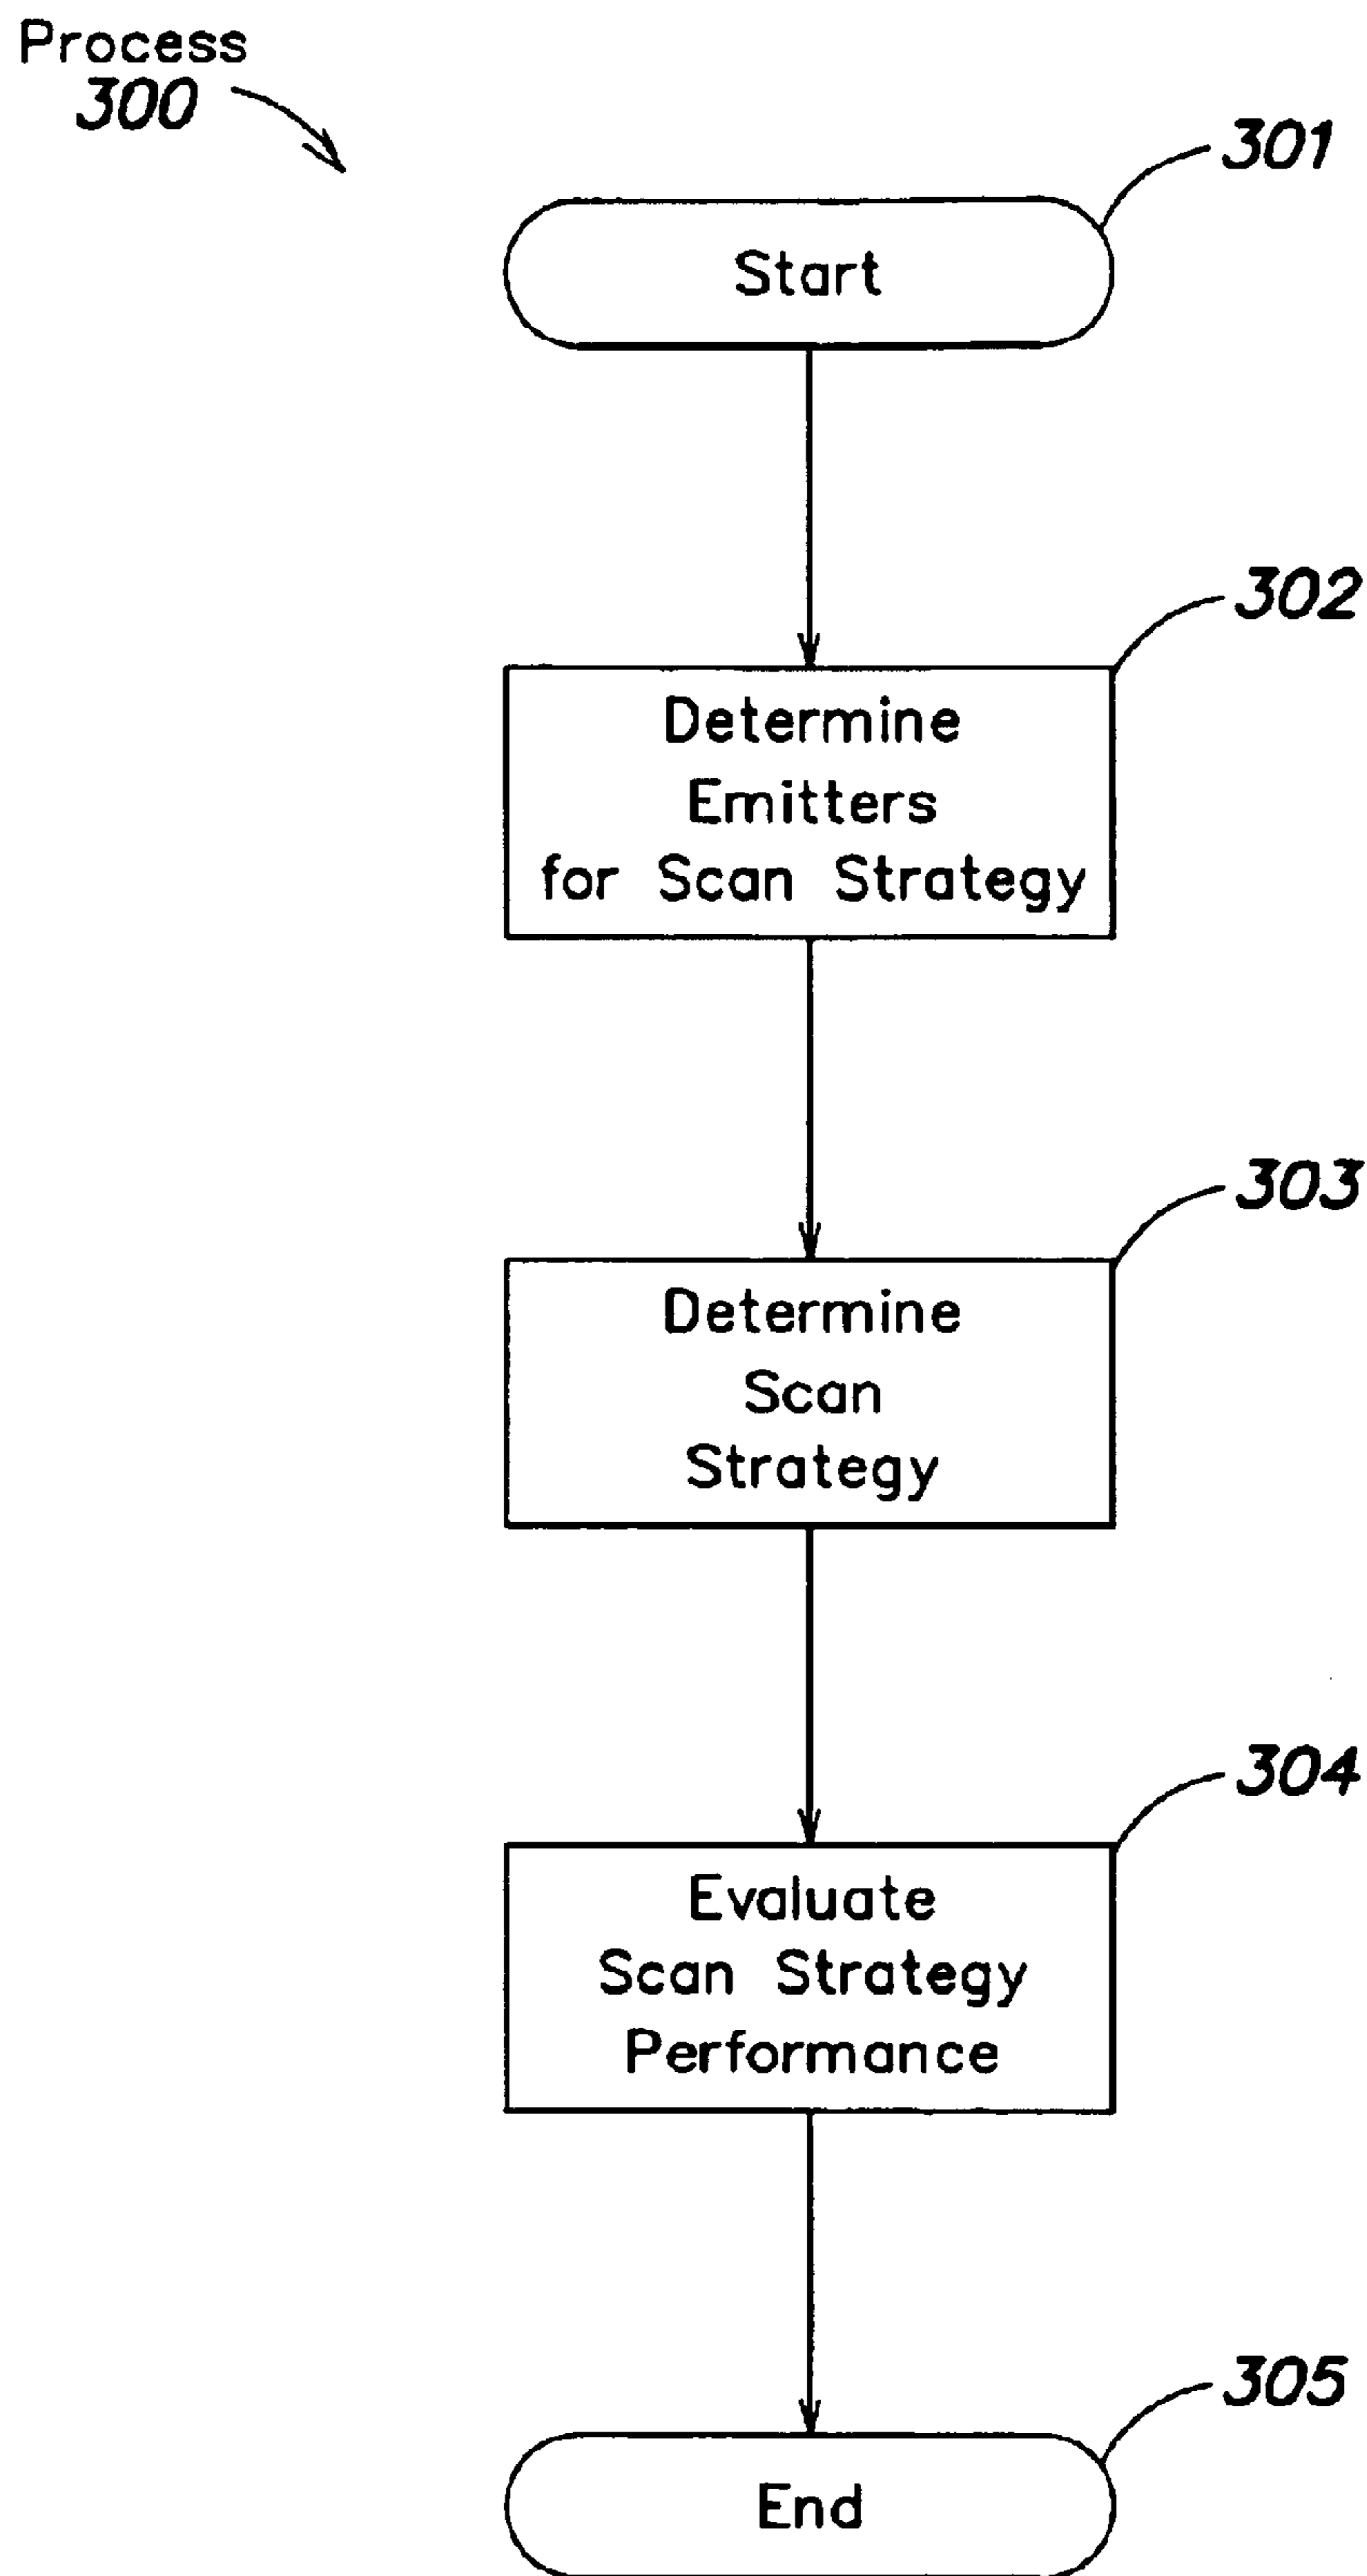 Process
300
301
Start
302
Determine
Emitters
for Scan Strategy
303
Determine
Scan
Strategy
304
Evaluate
Scan Strategy
Performance
305
End